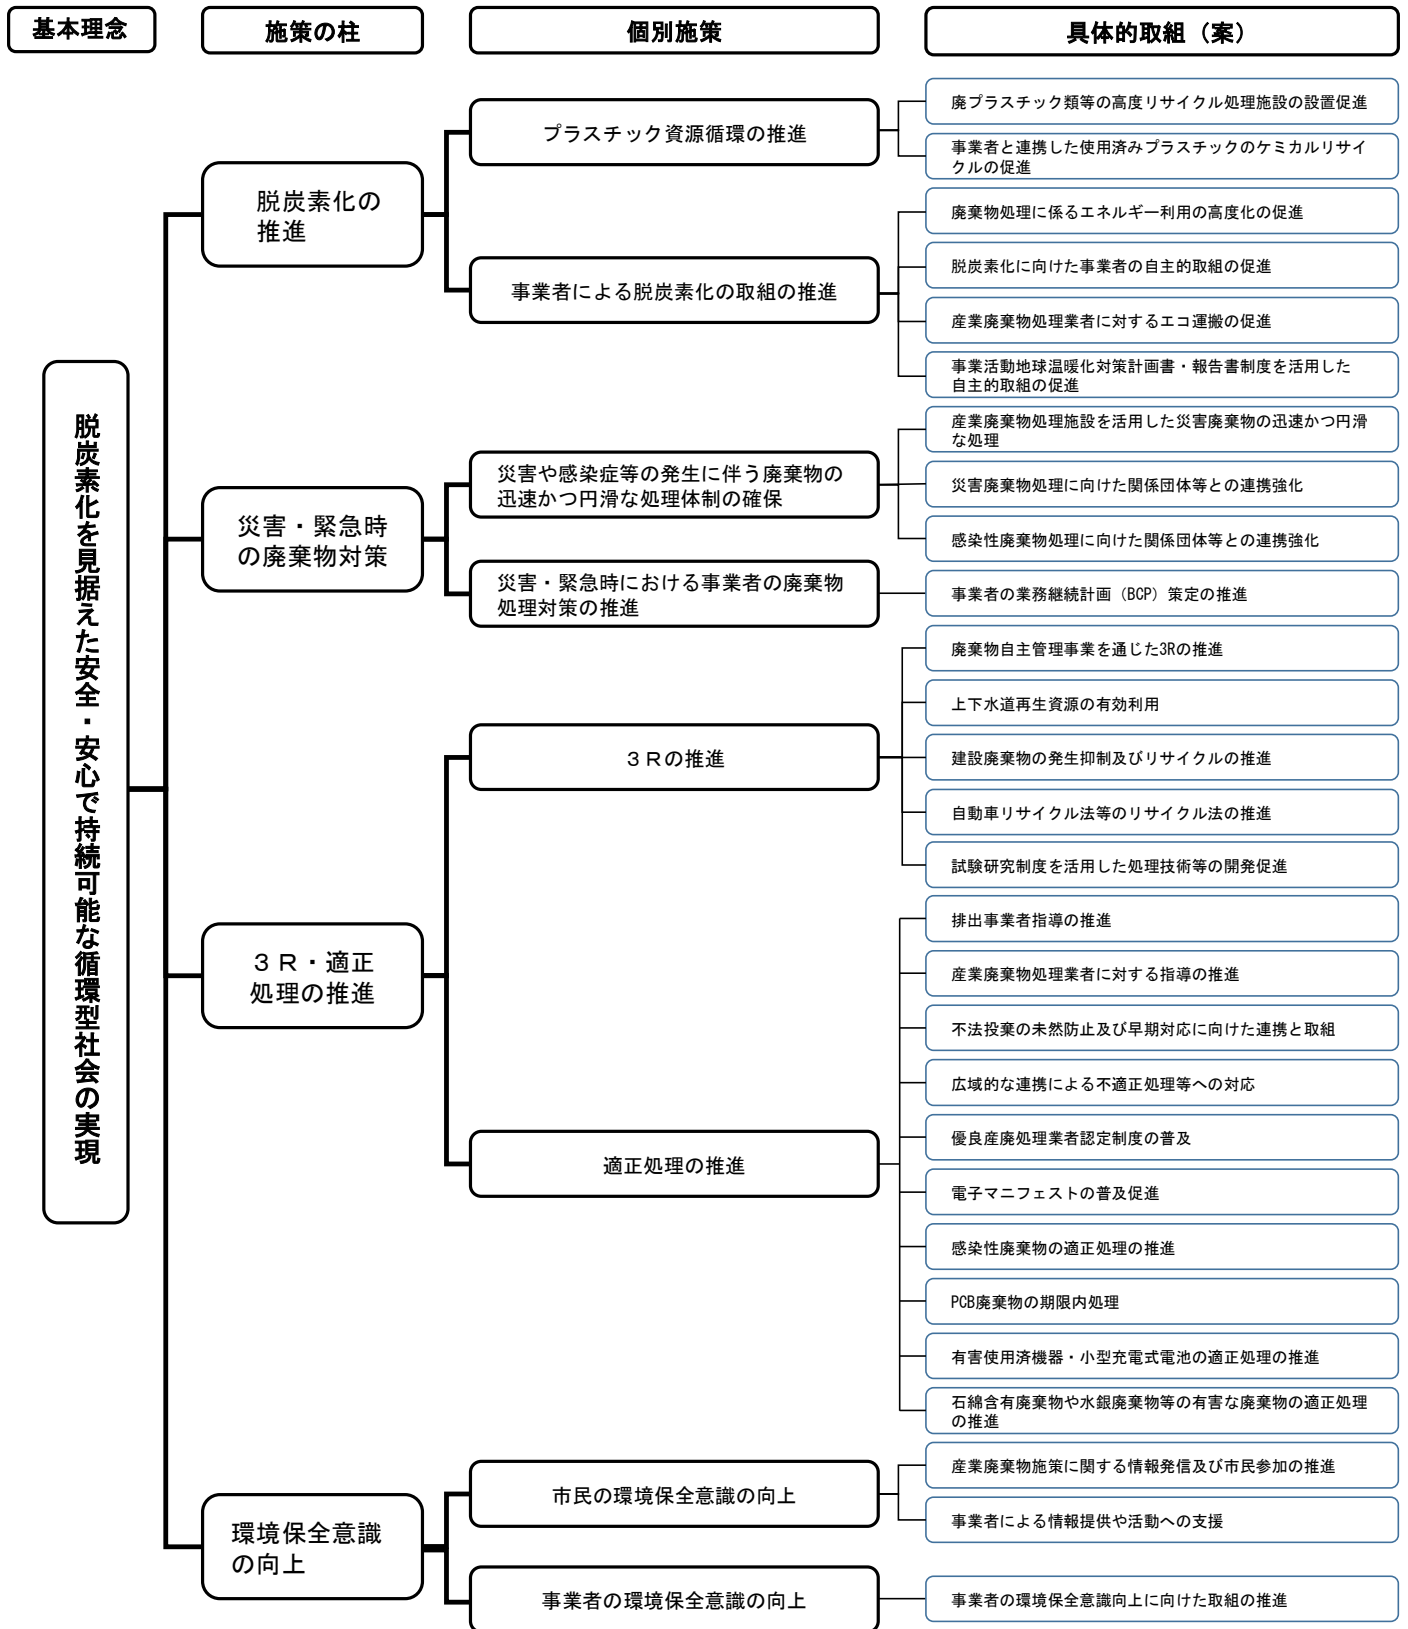 基本理念
施策の柱
個別施策
具体的取組（案）
脱炭素化を見据えた安全・安心で持続可能な循環型社会の実現
脱炭素化の
推進
プラスチック資源循環の推進
廃プラスチック類等の高度リサイクル処理施設の設置促進
事業者と連携した使用済みプラスチックのケミカルリサイ
クルの促進
事業者による脱炭素化の取組の推進
廃棄物処理に係るエネルギー利用の高度化の促進
脱炭素化に向けた事業者の自主的取組の促進
産業廃棄物処理業者に対するエコ運搬の促進
事業活動地球温暖化対策計画書・報告書制度を活用した
自主的取組の促進
災害・緊急時
の廃棄物対策
災害や感染症等の発生に伴う廃棄物の
迅速かつ円滑な処理体制の確保
産業廃棄物処理施設を活用した災害廃棄物の迅速かつ円滑
な処理
災害廃棄物処理に向けた関係団体等との連携強化
感染性廃棄物処理に向けた関係団体等との連携強化
災害・緊急時における事業者の廃棄物
処理対策の推進
事業者の業務継続計画（BCP）策定の推進
３Ｒ・適正
処理の推進
３Ｒの推進
廃棄物自主管理事業を通じた3Rの推進
上下水道再生資源の有効利用
建設廃棄物の発生抑制及びリサイクルの推進
自動車リサイクル法等のリサイクル法の推進
試験研究制度を活用した処理技術等の開発促進
適正処理の推進
排出事業者指導の推進
産業廃棄物処理業者に対する指導の推進
不法投棄の未然防止及び早期対応に向けた連携と取組
広域的な連携による不適正処理等への対応
優良産廃処理業者認定制度の普及
電子マニフェストの普及促進
感染性廃棄物の適正処理の推進
PCB廃棄物の期限内処理
有害使用済機器・小型充電式電池の適正処理の推進
石綿含有廃棄物や水銀廃棄物等の有害な廃棄物の適正処理
の推進
環境保全意識
の向上
市民の環境保全意識の向上
産業廃棄物施策に関する情報発信及び市民参加の推進
事業者による情報提供や活動への支援
事業者の環境保全意識の向上
事業者の環境保全意識向上に向けた取組の推進